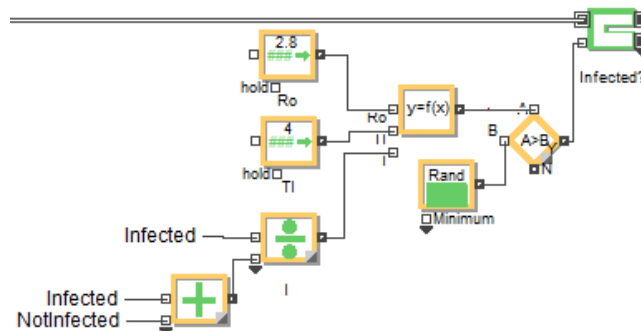 2.8
###
hold
Ro
Infected?
4
###
hold
TI
Ro
TI
I
y=f(x)
A
B
A>B
Y
N
Rand
Minimum
Infected
I
Infected
NotInfected